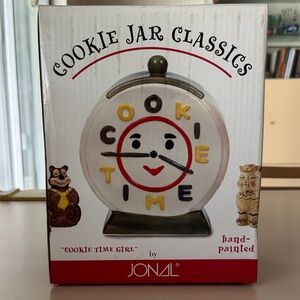 COOKIE JAR CLASSICS
COOKIE
TIME
"COOKIE TIME GIRL"
by
JONAL®
hand-
painted